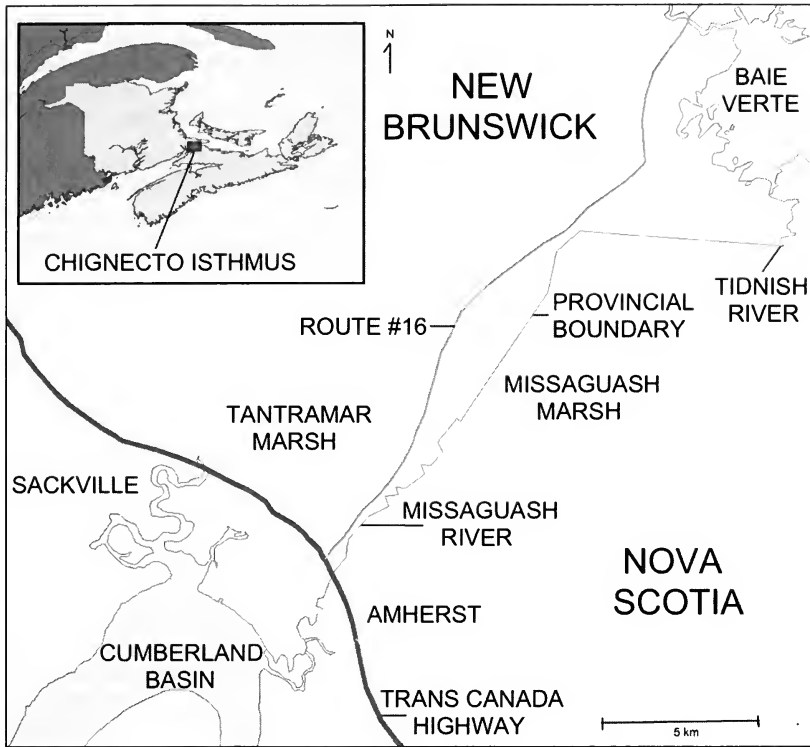 N
NEW
BRUNSWICK
BAIE
VERTE
CHIGNECTO ISTHMUS
TIDNISH
RIVER
PROVINCIAL
BOUNDARY
ROUTE #16
MISSAGUASH
MARSH
TANTRAMAR
MARSH
SACKVILLE
MISSAGUASH
RIVER
NOVA
SCOTIA
AMHERST
CUMBERLAND
BASIN
TRANS CANADA
HIGHWAY
5 km